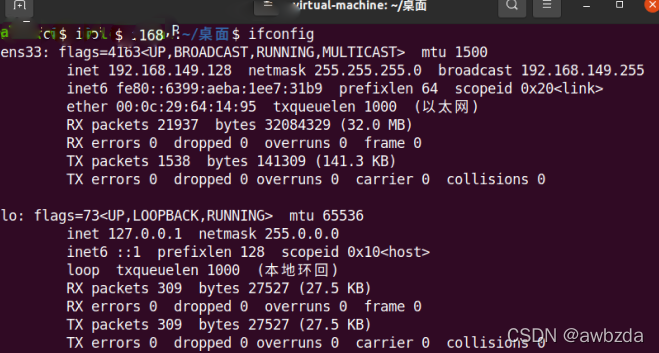 virtual-machine: ~/桌面
:~/桌面$ ifconfig
ens33: flags=4163<UP,BROADCAST,RUNNING,MULTICAST>  mtu 1500
        inet 192.168.149.128  netmask 255.255.255.0  broadcast 192.168.149.255
        inet6 fe80::6399:aeba:1ee7:31b9  prefixlen 64  scopeid 0x20<link>
        ether 00:0c:29:64:14:95  txqueuelen 1000  (以太网)
        RX packets 21937  bytes 32084329 (32.0 MB)
        RX errors 0  dropped 0  overruns 0  frame 0
        TX packets 1538  bytes 141309 (141.3 KB)
        TX errors 0  dropped 0 overruns 0  carrier 0  collisions 0
lo: flags=73<UP,LOOPBACK,RUNNING>  mtu 65536
        inet 127.0.0.1  netmask 255.0.0.0
        inet6 ::1  prefixlen 128  scopeid 0x10<host>
        loop  txqueuelen 1000  (本地环回)
        RX packets 309  bytes 27527 (27.5 KB)
        RX errors 0  dropped 0  overruns 0  frame 0
        TX packets 309  bytes 27527 (27.5 KB)
        TX errors 0  dropped 0 overruns 0  carrier 0  collisions 0
CSDN @awbzda